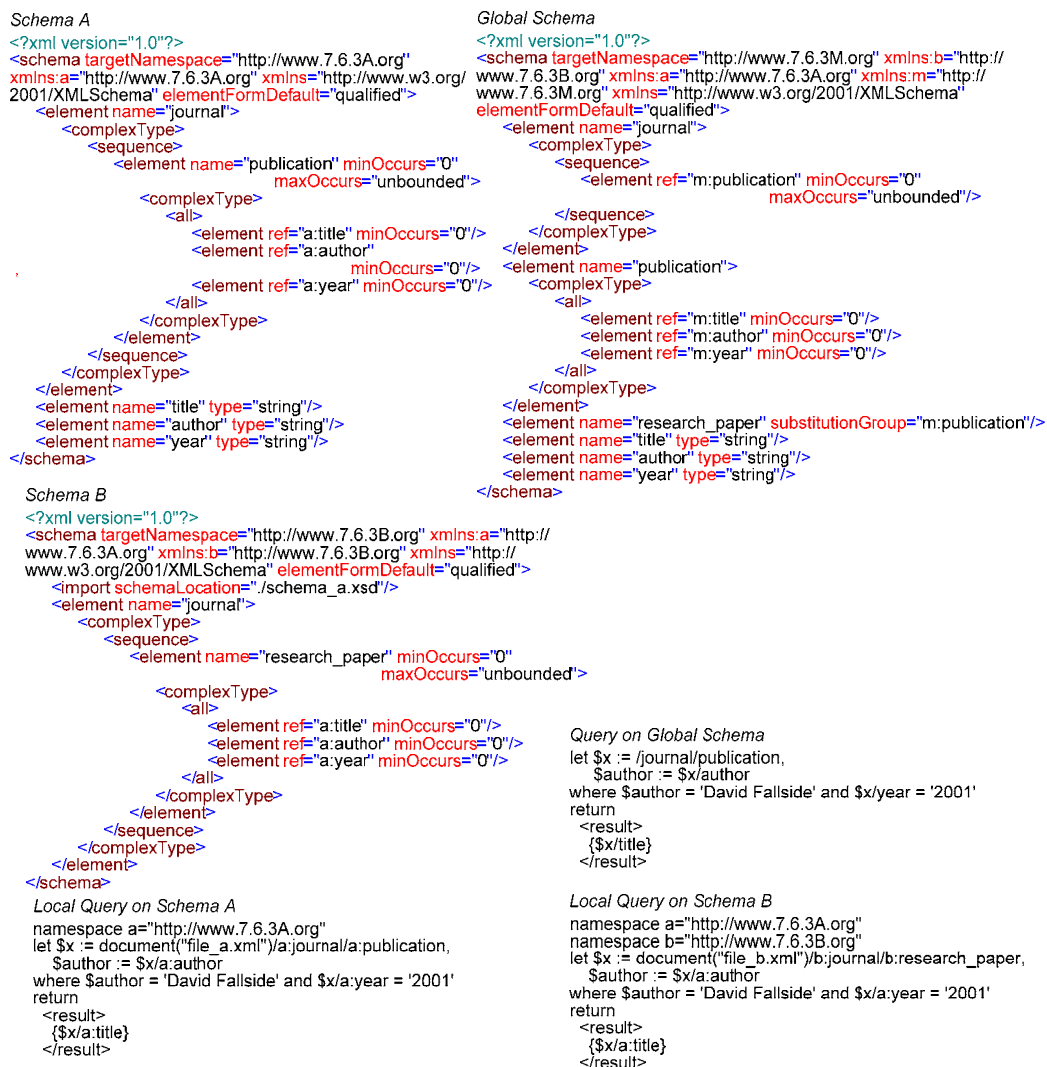 Schema A
<?xml version="1.0"?>
<schema targetNamespace="http://www.7.6.3A.org"
xmlns:a="http://www.7.6.3A.org" xmlns="http://www.w3.org/
2001/XMLSchema" elementFormDefault="qualified">
<element name="journal">
<complexType>
<sequence>
<element name="publication" minOccurs="0"
maxOccurs="unbounded">
<complexType>
<all>
<element ref="a:title" minOccurs="0"/>
<element ref="a:author"
minOccurs="0"/>
<element ref="a:year" minOccurs="0"/>
</all>
</complexType>
</element>
</sequence>
</complexType>
</element>
<element name="title" type="string"/>
<element name="author" type="string"/>
<element name="year" type="string"/>
</schema>
Global Schema
<?xml version="1.0"?>
<schema targetNamespace="http://www.7.6.3M.org" xmlns:b="http://
www.7.6.3B.org" xmlns:a="http://www.7.6.3A.org" xmlns:m="http://
www.7.6.3M.org" xmlns="http://www.w3.org/2001/XMLSchema"
elementFormDefault="qualified">
<element name="journal">
<complexType>
<sequence>
<element ref="m:publication" minOccurs="0"
maxOccurs="unbounded"/>
</sequence>
</complexType>
</element>
<element name="publication">
<complexType>
<all>
<element ref="m:title" minOccurs="0"/>
<element ref="m:author" minOccurs="0"/>
<element ref="m:year" minOccurs="0"/>
</all>
</complexType>
</element>
<element name="research_paper" substitutionGroup="m:publication"/>
<element name="title" type="string"/>
<element name="author" type="string"/>
<element name="year" type="string"/>
</schema>
Schema B
<?xml version="1.0"?>
<schema targetNamespace="http://www.7.6.3B.org" xmlns:a="http://
www.7.6.3A.org" xmlns:b="http://www.7.6.3B.org" xmlns="http://
www.w3.org/2001/XMLSchema" elementFormDefault="qualified">
<import schemaLocation="./schema_a.xsd"/>
<element name="journal">
<complexType>
<sequence>
<element name="research_paper" minOccurs="0"
maxOccurs="unbounded">
<complexType>
<all>
<element ref="a:title" minOccurs="0"/>
<element ref="a:author" minOccurs="0"/>
<element ref="a:year" minOccurs="0"/>
</all>
</complexType>
</element>
</sequence>
</complexType>
</element>
</schema>
Query on Global Schema
let $x := /journal/publication,
$author := $x/author
where $author = 'David Fallside' and $x/year = '2001'
return
<result>
{$x/title}
</result>
Local Query on Schema A
namespace a="http://www.7.6.3A.org"
let $x := document("file_a.xml")/a:journal/a:publication,
$author := $x/a:author
where $author = 'David Fallside' and $x/a:year = '2001'
return
<result>
{$x/a:title}
</result>
Local Query on Schema B
namespace a="http://www.7.6.3A.org"
namespace b="http://www.7.6.3B.org"
let $x := document("file_b.xml")/b:journal/b:research_paper,
$author := $x/a:author
where $author = 'David Fallside' and $x/a:year = '2001'
return
<result>
{$x/a:title}
</result>